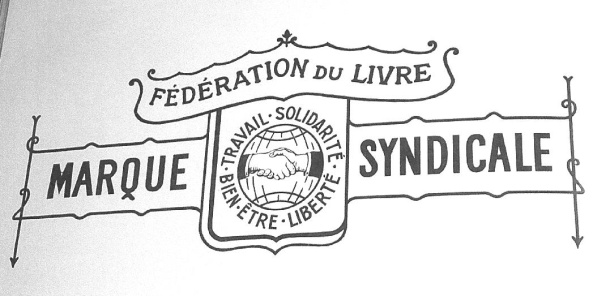 FÉDÉRATION DU LIVRE
MARQUE SYNDICALE
TRAVAIL · SOLIDARITÉ · BIEN-ÊTRE · LIBERTÉ ·